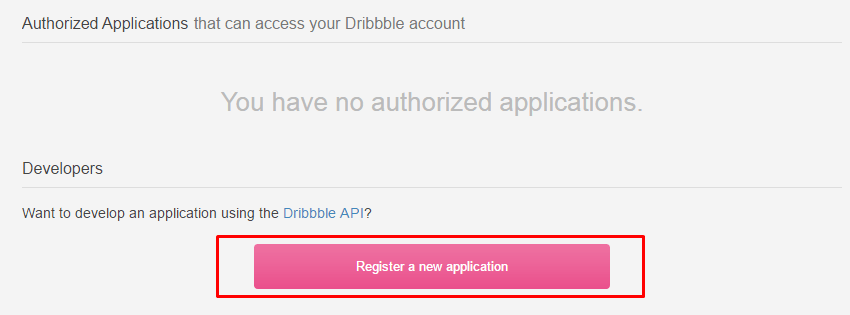 Authorized Applications that can access your Dribbble account
You have no authorized applications.
Developers
Want to develop an application using the Dribbble API?
Register a new application